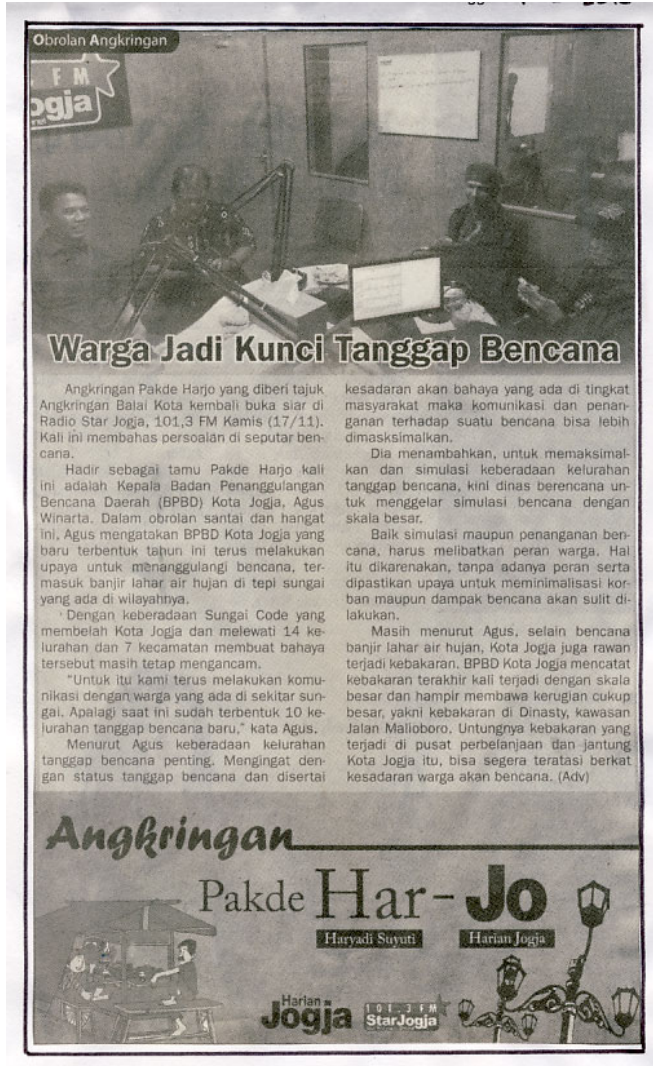 Obrolan Angkringan
FM
ogja
Warga Jadi Kunci Tanggap Bencana
Angkringan Pakde Harjo yang diberi tajuk
Angkringan Balai Kota kembali buka siar di
Radio Star Jogja, 101,3 FM Kamis (17/11).
Kali ini membahas persoalan di seputar ben-
cana.
Hadir sebagai tamu Pakde Harjo kali
ini adalah Kepala Badan Penanggulangan
Bencana Daerah (BPBD) Kota Jogja, Agus
Winarta. Dalam obrolan santai dan hangat
ini, Agus mengatakan BPBD Kota Jogja yang
baru terbentuk tahun ini terus melakukan
upaya untuk menanggulangi bencana, ter-
masuk banjir lahar air hujan di tepi sungai
yang ada di wilayahnya.
Dengan keberadaan Sungai Code yang
membelah Kota Jogja dan melewati 14 ke-
lurahan dan 7 kecamatan membuat bahaya
tersebut masih tetap mengancam.
"Untuk itu kami terus melakukan komu-
nikasi dengan warga yang ada di sekitar sun-
gai. Apalagi saat ini sudah terbentuk 10 ke-
lurahan tanggap bencana baru," kata Agus.
Menurut Agus keberadaan kelurahan
tanggap bencana penting. Mengingat den-
gan status tanggap bencana dan disertai
kesadaran akan bahaya yang ada di tingkat
masyarakat maka komunikasi dan penan-
ganan terhadap suatu bencana bisa lebih
dimasksimalkan.
Dia menambahkan, untuk memaksimal-
kan dan simulasi keberadaan kelurahan
tanggap bencana, kini dinas berencana un-
tuk menggelar simulasi bencana dengan
skala besar.
Baik simulasi maupun penanganan ben-
cana, harus melibatkan peran warga. Hal
itu dikarenakan, tanpa adanya peran serta
dipastikan upaya untuk meminimalisasi kor-
ban maupun dampak bencana akan sulit di-
lakukan.
Masih menurut Agus, selain bencana
banjir lahar air hujan, Kota Jogja juga rawan
terjadi kebakaran. BPBD Kota Jogja mencatat
kebakaran terakhir kali terjadi dengan skala
besar dan hampir membawa kerugian cukup
besar, yakni kebakaran di Dinasty, kawasan
Jalan Malioboro. Untungnya kebakaran yang
terjadi di pusat perbelanjaan dan jantung
Kota Jogja itu, bisa segera teratasi berkat
kesadaran warga akan bencana. (Adv)
Angkringan
Pakde Har-Jo
Haryadi Suyuti Harian Jogja
Harian
Jogja
101.3 FM
StarJogja